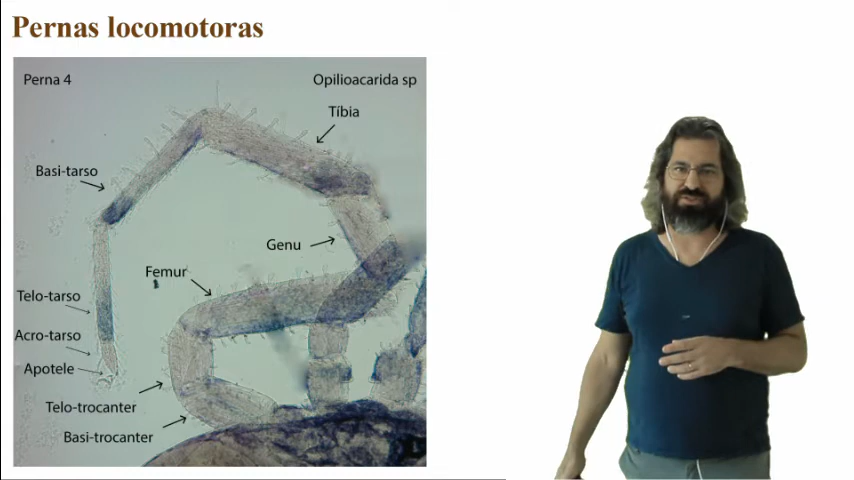 Pernas locomotoras
Perna 4
Opilioacarida sp
Tíbia
Basi-tarso
Genu
Femur
Telo-tarso
Acro-tarso
Apotele
Telo-trocanter
Basi-trocanter